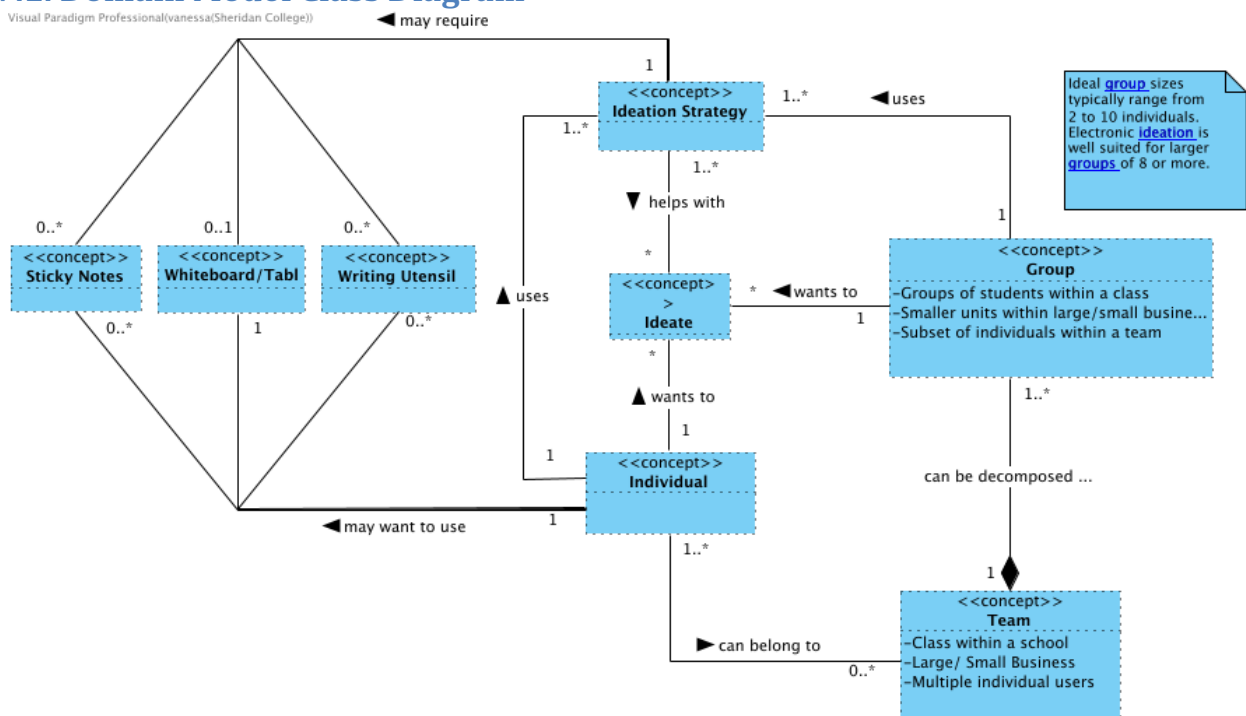 Domain Model Class Diagram
Visual Paradigm Professional(vanessa(Sheridan College))
may require
1
<<concept>>
Ideation Strategy
1..*
uses
1..*
1..*
Ideal group sizes
typically range from
2 to 10 individuals.
Electronic ideation is
well suited for larger
groups of 8 or more.
helps with
0..*
0..1
0..*
1
<<concept>>
Sticky Notes
<<concept>>
Whiteboard/Tabl
<<concept>>
Writing Utensil
*
<<concept>>
Group
-Groups of students within a class
-Smaller units within large/small busine...
-Subset of individuals within a team
<<concept>
>
Ideate
*
wants to
1
uses
0..*
1
0..*
*
wants to
1
1..*
1
<<concept>>
Individual
can be decomposed ...
may want to use
1
1..*
1
<<concept>>
Team
-Class within a school
-Large/ Small Business
-Multiple individual users
can belong to
0..*